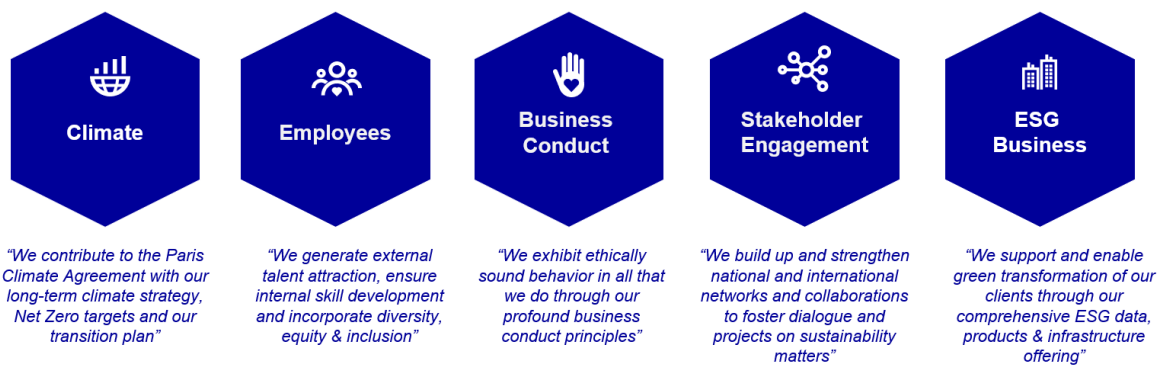 Climate
Employees
Business
Conduct
Stakeholder
Engagement
ESG
Business
“We contribute to the Paris
Climate Agreement with our
long-term climate strategy,
Net Zero targets and our
transition plan”
“We generate external
talent attraction, ensure
internal skill development
and incorporate diversity,
equity & inclusion”
“We exhibit ethically
sound behavior in all that
we do through our
profound business
conduct principles”
“We build up and strengthen
national and international
networks and collaborations
to foster dialogue and
projects on sustainability
matters”
“We support and enable
green transformation of our
clients through our
comprehensive ESG data,
products & infrastructure
offering”